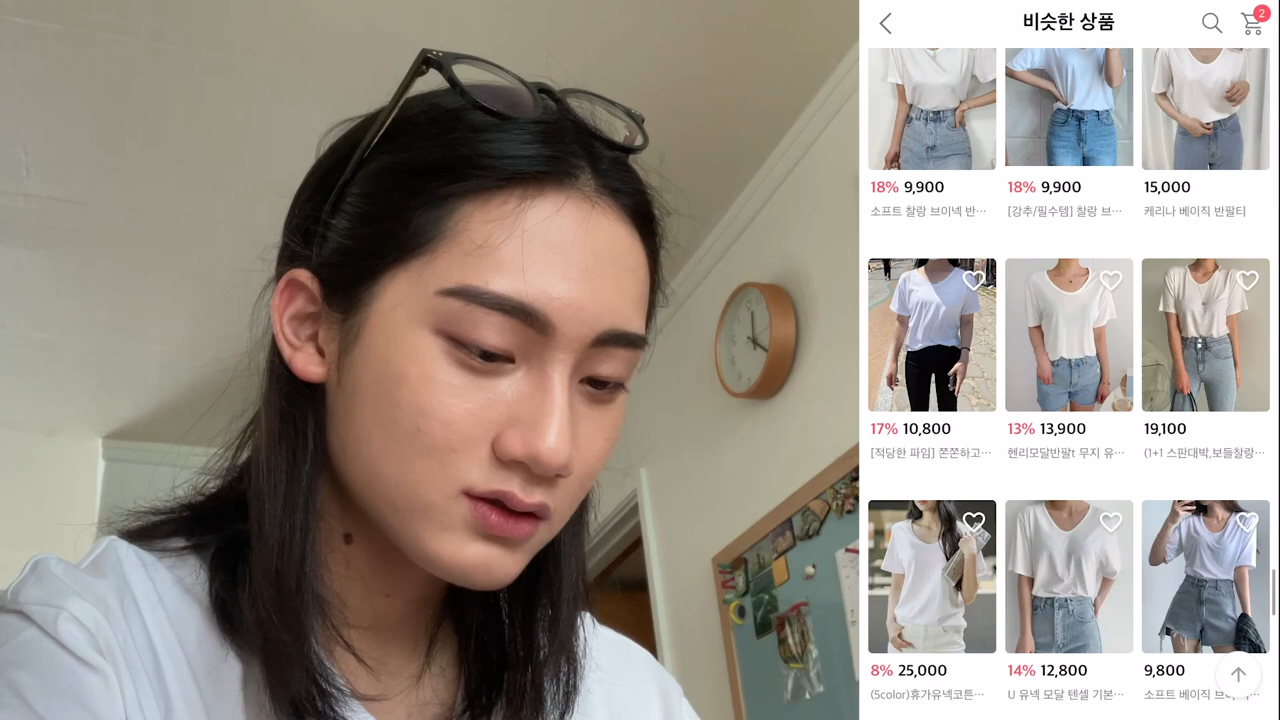 비슷한 상품
2
18% 9,900
18% 9,900
15,000
소프트 찰랑 브이넥 반…
[강추/필수템] 찰랑 브…
케리나 베이직 반팔티
17% 10,800
13% 13,900
19,100
[적당한 파임] 쫀쫀하고…
헨리모달반팔t 무지 유…
(1+1 스판대박,보들찰랑…
8% 25,000
14% 12,800
9,800
(5color)휴가유넥코튼…
U 유넥 모달 텐셀 기본…
소프트 베이직